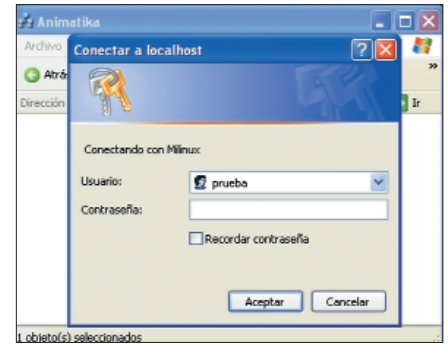 Animatika
Archivo
Conectar a localhost
Atrás
Dirección
Ir
Conectando con Milinux:
Usuario:
prueba
Contraseña:
Recordar contraseña
Aceptar
Cancelar
1 objeto(s) seleccionados